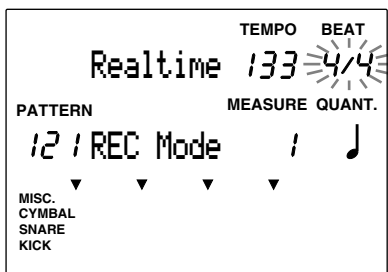 TEMPO BEAT
Realtime 133 4/4
PATTERN MEASURE QUANT.
121 REC Mode 1 ♩
MISC.
CYMBAL
SNARE
KICK